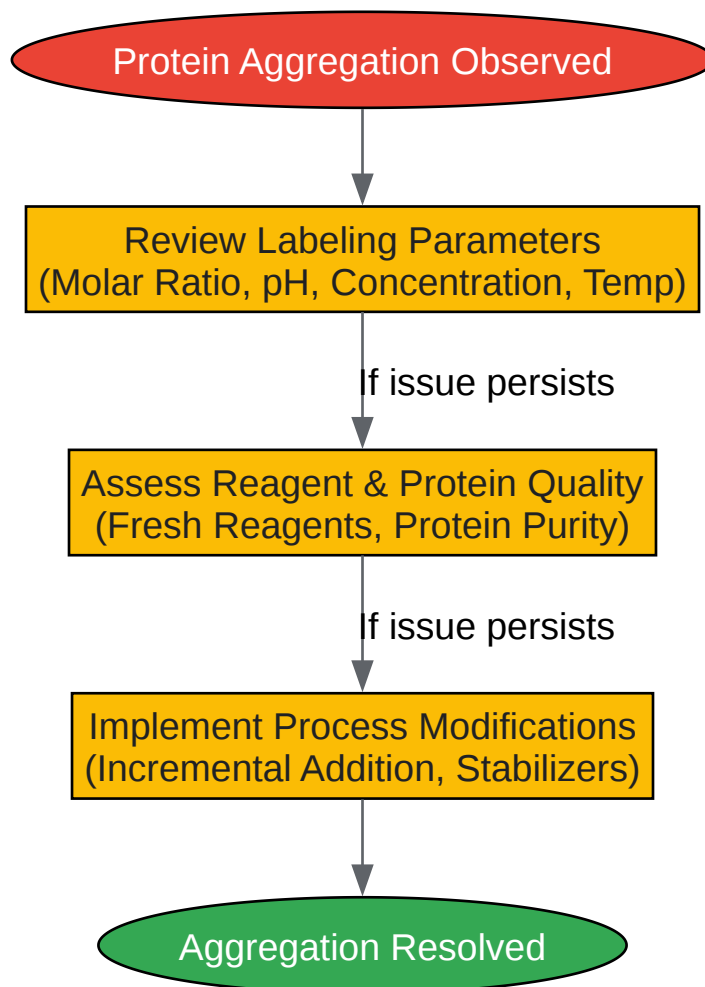 Protein Aggregation Observed
Review Labeling Parameters
(Molar Ratio, pH, Concentration, Temp)
If issue persists
Assess Reagent & Protein Quality
(Fresh Reagents, Protein Purity)
If issue persists
Implement Process Modifications
(Incremental Addition, Stabilizers)
Aggregation Resolved